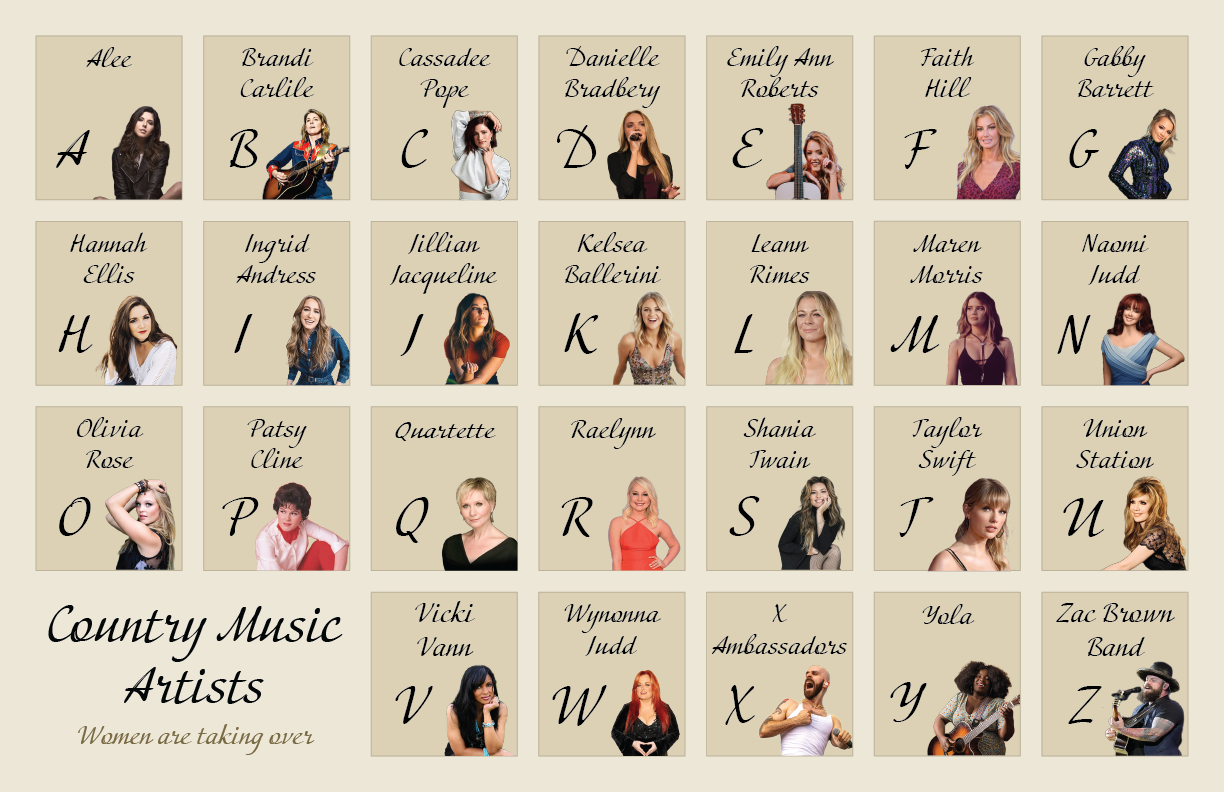 Alee
A
Brandi
Carlile
B
Cassadee
Pope
C
Danielle
Bradbery
D
Emily Ann
Roberts
E
Faith
Hill
F
Gabby
Barrett
G
Hannah
Ellis
H
Ingrid
Andress
I
Jillian
Jacqueline
J
Kelsea
Ballerini
K
Leann
Rimes
L
Maren
Morris
M
Naomi
Judd
N
Olivia
Rose
O
Patsy
Cline
P
Quartette
Q
Raelynn
R
Shania
Twain
S
Taylor
Swift
T
Union
Station
U
Country Music
Artists
Women are taking over
Vicki
Vann
V
Wynonna
Judd
W
X
Ambassadors
X
Yola
Y
Zac Brown
Band
Z